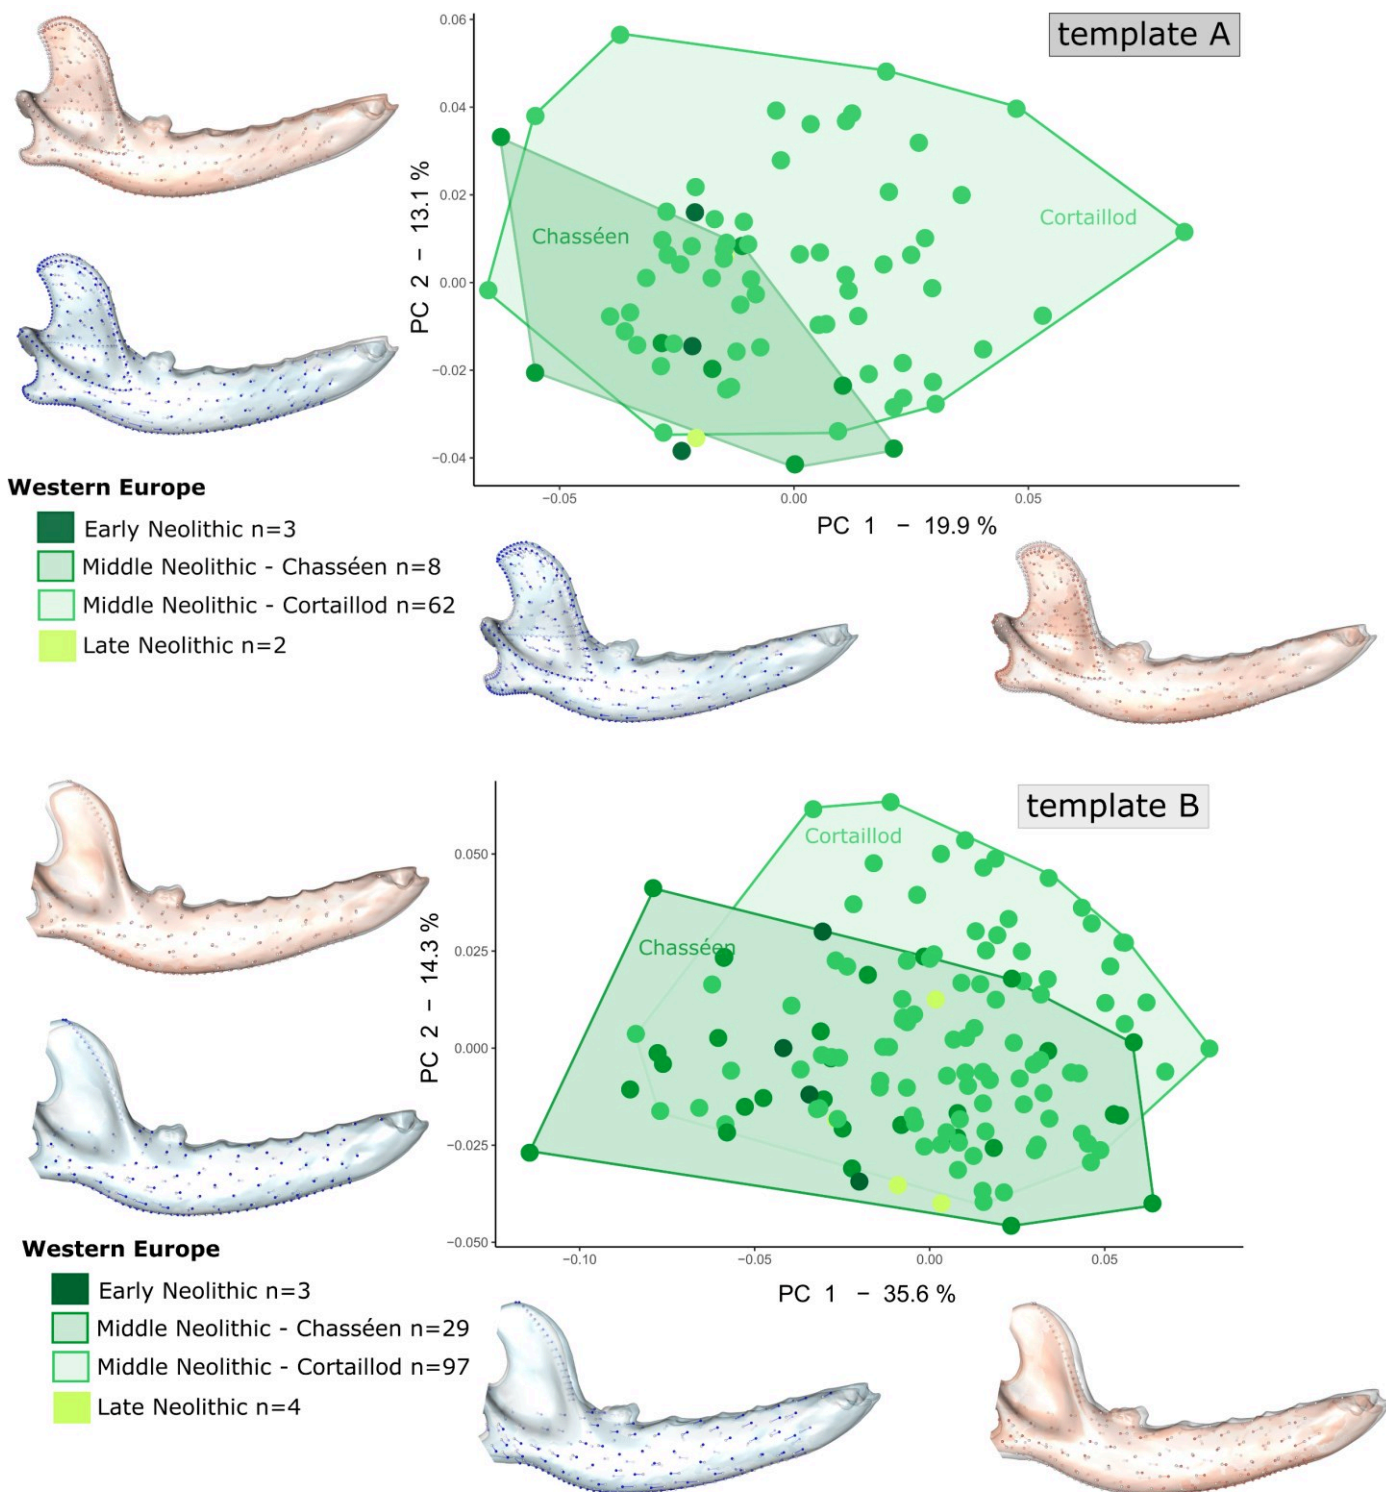 template A
0.06
0.04
0.02
0.00
−0.02
−0.04
PC 2 − 13.1 %
Chasséen
Cortaillod
−0.05
0.00
0.05
PC 1 − 19.9 %
Western Europe
Early Neolithic n=3
Middle Neolithic - Chasséen n=8
Middle Neolithic - Cortaillod n=62
Late Neolithic n=2
template B
Cortaillod
Chasséen
0.050
0.025
0.000
−0.025
−0.050
PC 2 − 14.3 %
−0.10
−0.05
0.00
0.05
PC 1 − 35.6 %
Western Europe
Early Neolithic n=3
Middle Neolithic - Chasséen n=29
Middle Neolithic - Cortaillod n=97
Late Neolithic n=4